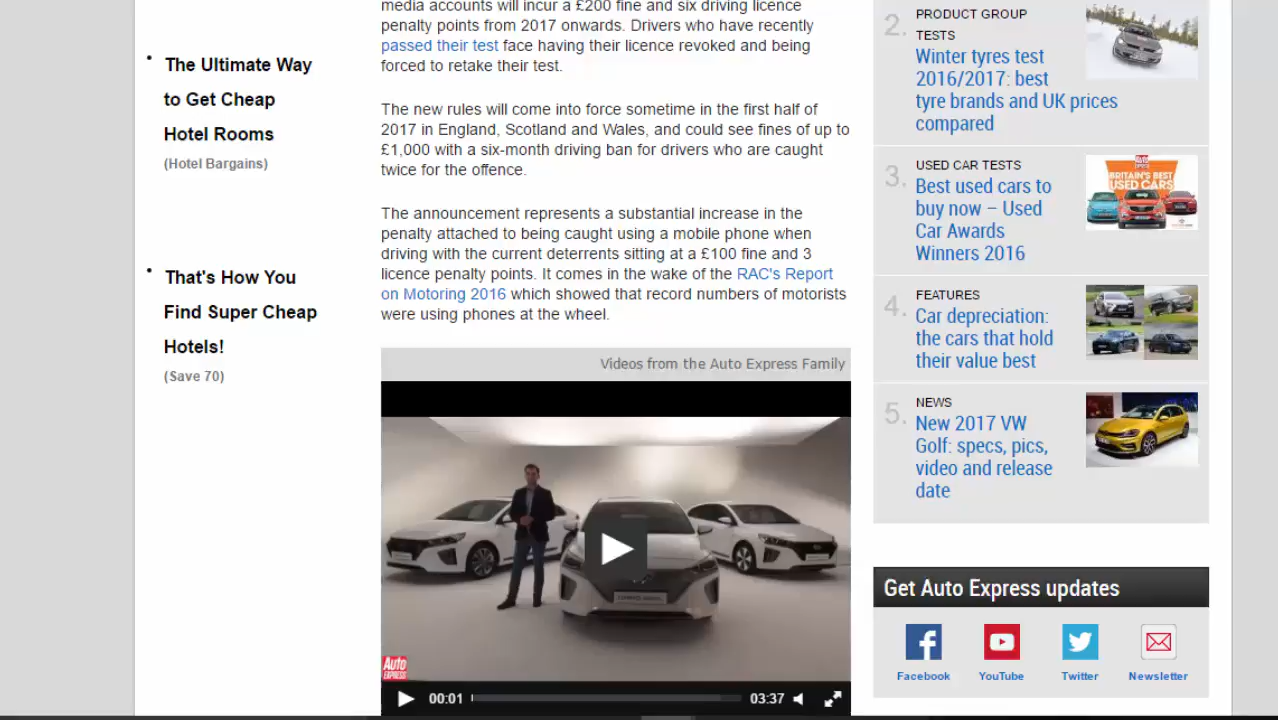 The Ultimate Way
to Get Cheap
Hotel Rooms
(Hotel Bargains)
That's How You
Find Super Cheap
Hotels!
(Save 70)
media accounts will incur a £200 fine and six driving licence
penalty points from 2017 onwards. Drivers who have recently
passed their test face having their licence revoked and being
forced to retake their test.
The new rules will come into force sometime in the first half of
2017 in England, Scotland and Wales, and could see fines of up to
£1,000 with a six-month driving ban for drivers who are caught
twice for the offence.
The announcement represents a substantial increase in the
penalty attached to being caught using a mobile phone when
driving with the current deterrents sitting at a £100 fine and 3
licence penalty points. It comes in the wake of the RAC's Report
on Motoring 2016 which showed that record numbers of motorists
were using phones at the wheel.
Videos from the Auto Express Family
Auto
EXPRESS
00:01
03:37
2.
PRODUCT GROUP
TESTS
Winter tyres test
2016/2017: best
tyre brands and UK prices
compared
3.
USED CAR TESTS
Best used cars to
buy now – Used
Car Awards
Winners 2016
BRITAIN'S BEST
USED CARS
4.
FEATURES
Car depreciation:
the cars that hold
their value best
5.
NEWS
New 2017 VW
Golf: specs, pics,
video and release
date
Get Auto Express updates
Facebook
YouTube
Twitter
Newsletter